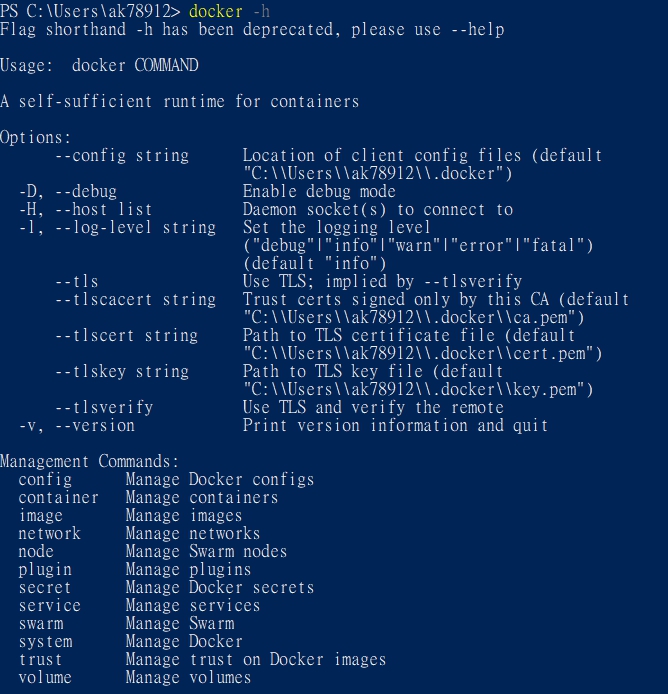 PS C:\Users\ak78912> docker -h
Flag shorthand -h has been deprecated, please use --help

Usage:  docker COMMAND

A self-sufficient runtime for containers

Options:
      --config string      Location of client config files (default
                           "C:\\Users\\ak78912\\.docker")
  -D, --debug              Enable debug mode
  -H, --host list          Daemon socket(s) to connect to
  -l, --log-level string   Set the logging level
                           ("debug"|"info"|"warn"|"error"|"fatal")
                           (default "info")
      --tls                Use TLS; implied by --tlsverify
      --tlscacert string   Trust certs signed only by this CA (default
                           "C:\\Users\\ak78912\\.docker\\ca.pem")
      --tlscert string     Path to TLS certificate file (default
                           "C:\\Users\\ak78912\\.docker\\cert.pem")
      --tlskey string      Path to TLS key file (default
                           "C:\\Users\\ak78912\\.docker\\key.pem")
      --tlsverify          Use TLS and verify the remote
  -v, --version            Print version information and quit

Management Commands:
  config      Manage Docker configs
  container   Manage containers
  image       Manage images
  network     Manage networks
  node        Manage Swarm nodes
  plugin      Manage plugins
  secret      Manage Docker secrets
  service     Manage services
  swarm       Manage Swarm
  system      Manage Docker
  trust       Manage trust on Docker images
  volume      Manage volumes